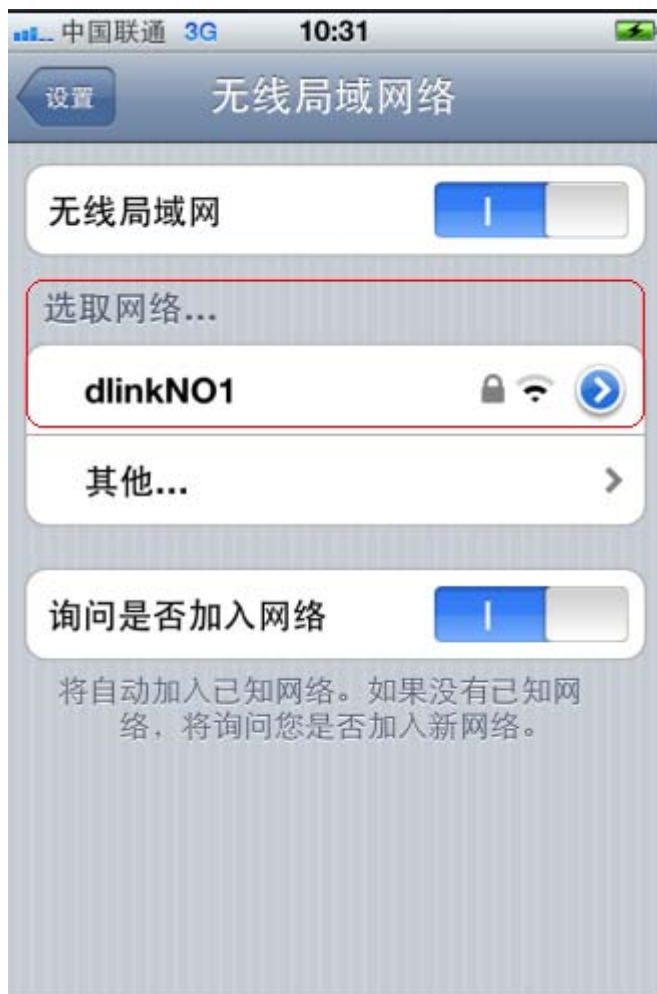 中国联通 3G 10:31
设置 无线局域网络
无线局域网
选取网络...
dlinkNO1
其他...
询问是否加入网络
将自动加入已知网络。如果没有已知网
络，将询问您是否加入新网络。